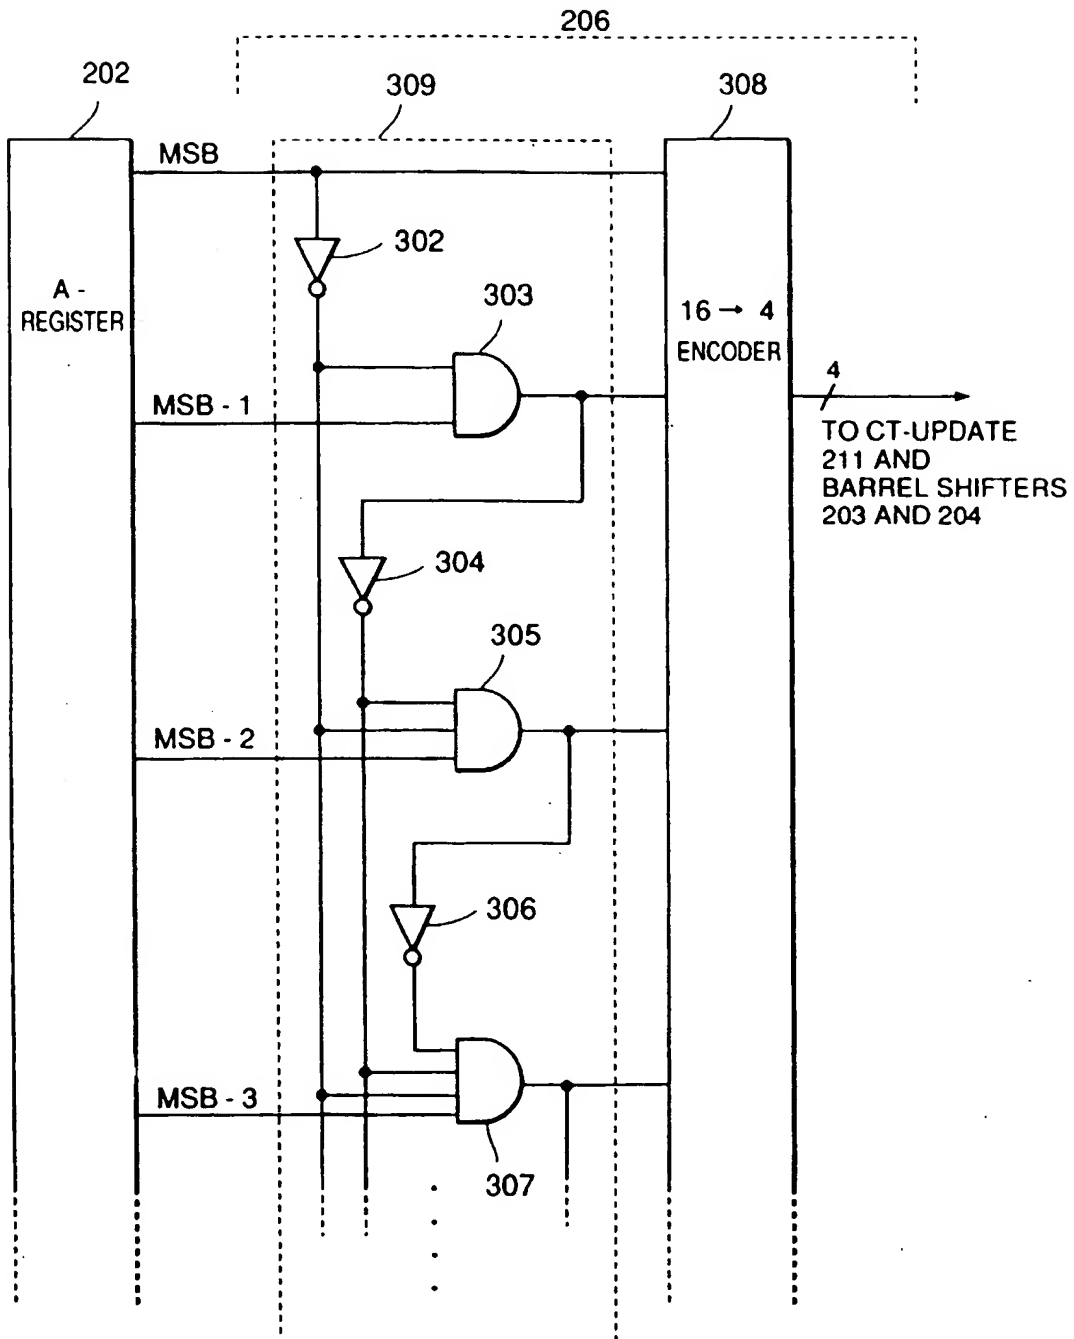 206
202
309
308
MSB
302
A -
REGISTER
303
16 → 4
ENCODER
4
MSB - 1
TO CT-UPDATE
211 AND
BARREL SHIFTERS
203 AND 204
304
305
MSB - 2
306
MSB - 3
307